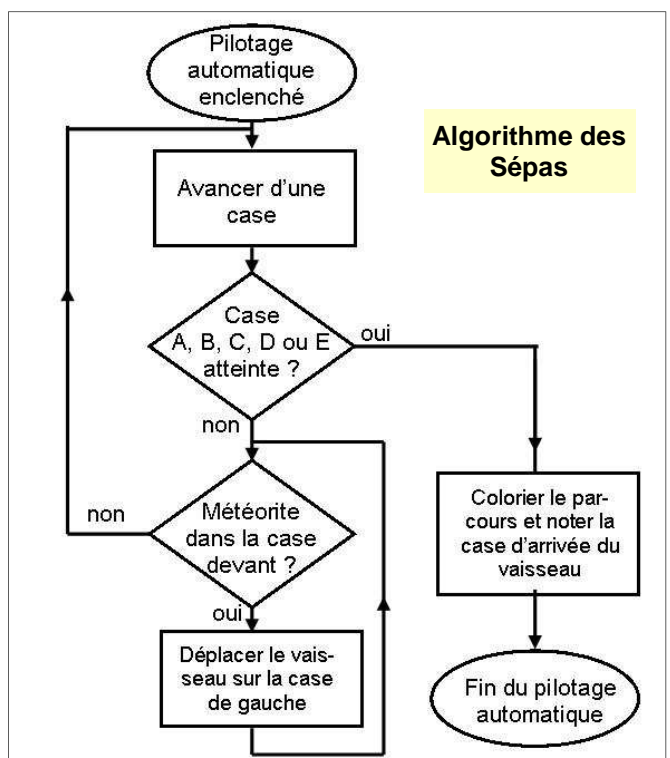 Pilotage
automatique
enclenché
Algorithme des
Sépas
Avancer d'une
case
Case
A, B, C, D ou E
atteinte ?
oui
non
Météorite
dans la case
devant ?
non
oui
Déplacer le vais-
seau sur la case
de gauche
Colorier le par-
cours et noter la
case d'arrivée du
vaisseau
Fin du pilotage
automatique